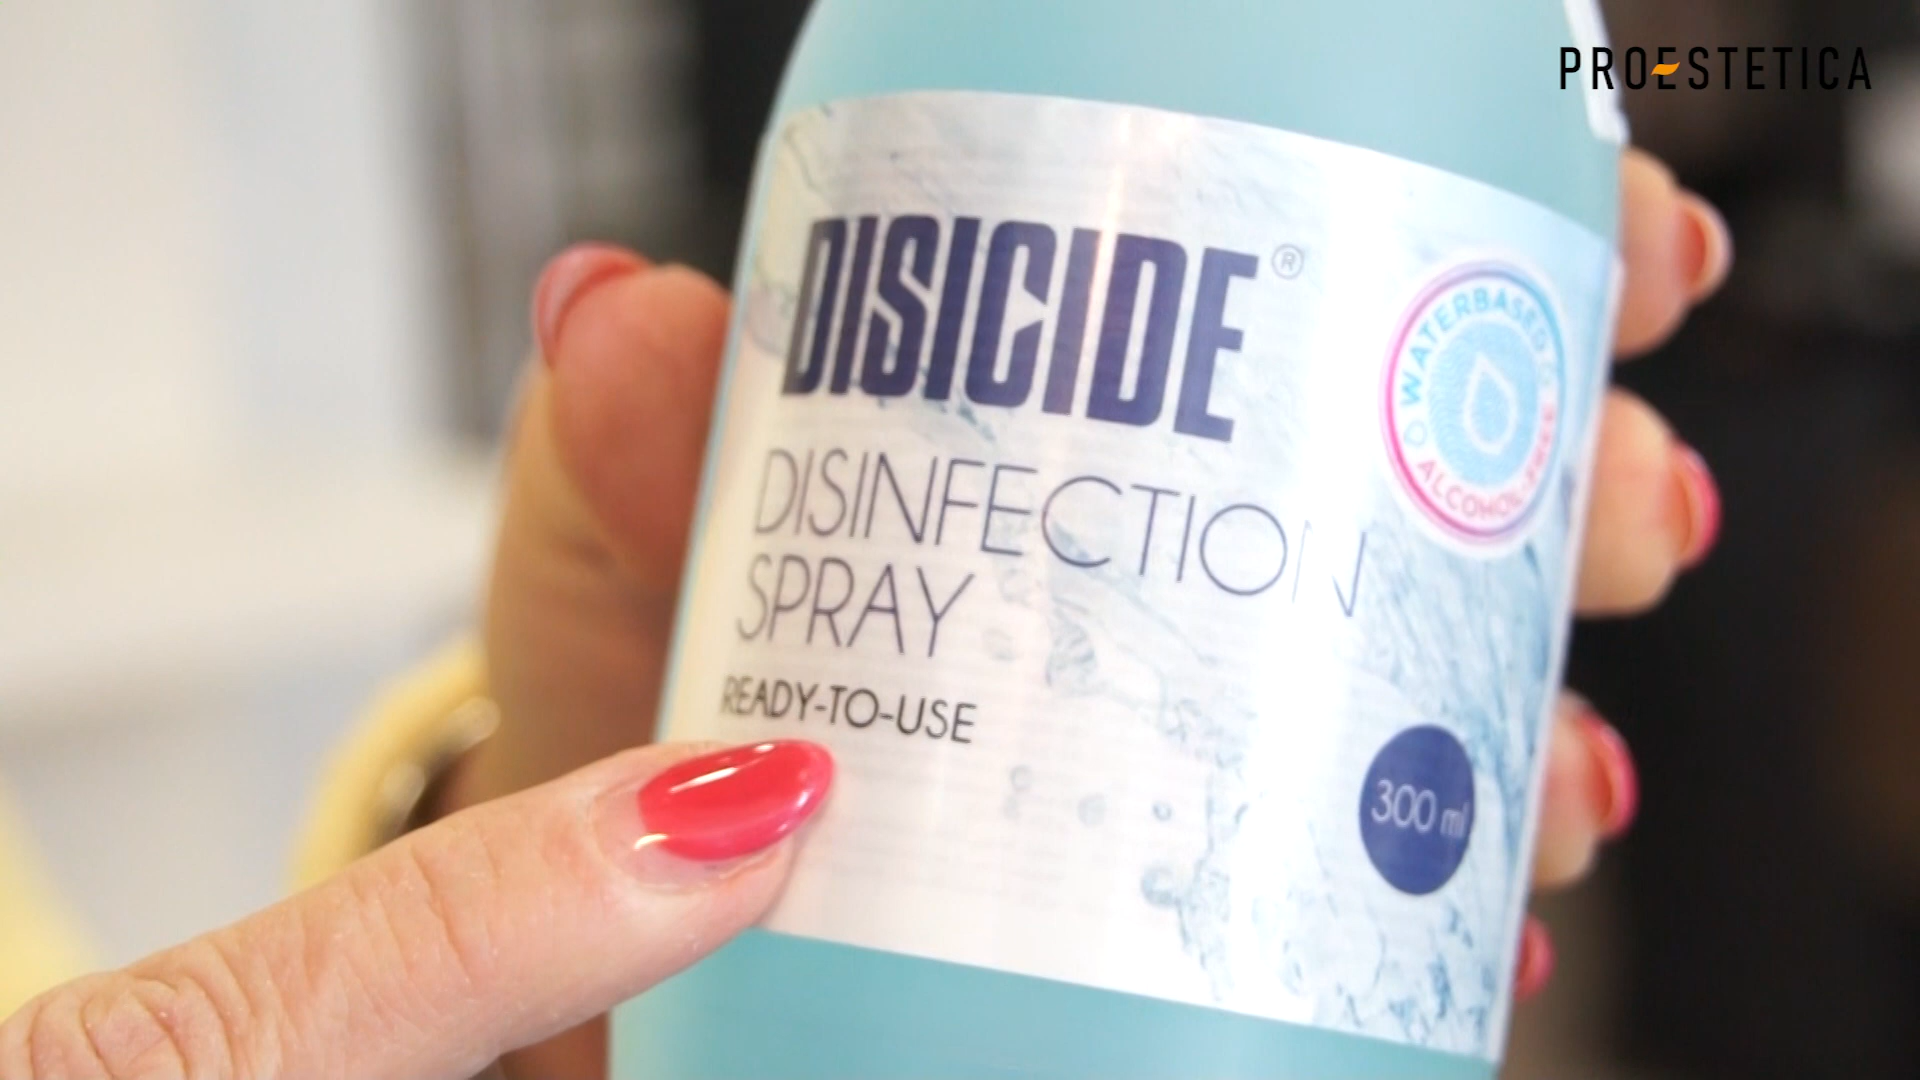 PROESTETICA
DISICIDE®
WATERBASED
ALCOHOL-FREE
DISINFECTION
SPRAY
READY-TO-USE
300 ml